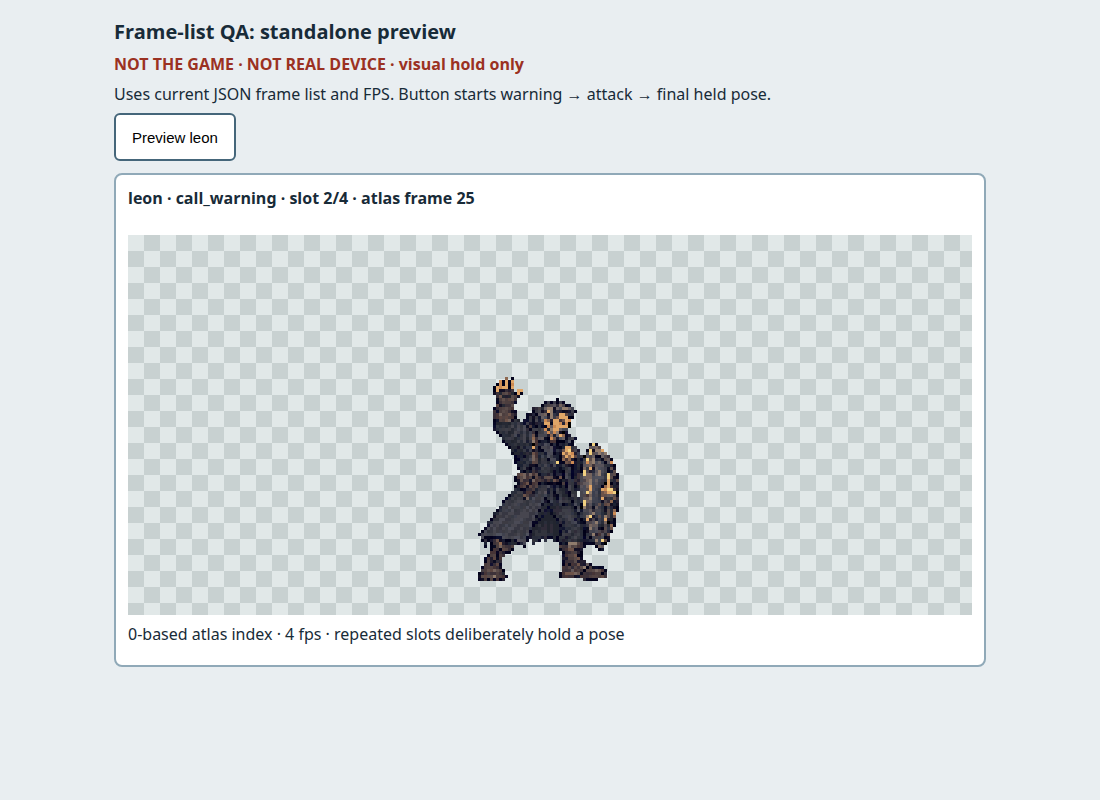 Frame-list QA: standalone preview
NOT THE GAME · NOT REAL DEVICE · visual hold only
Uses current JSON frame list and FPS. Button starts warning → attack → final held pose.
Preview leon
leon · call_warning · slot 2/4 · atlas frame 25
0-based atlas index · 4 fps · repeated slots deliberately hold a pose